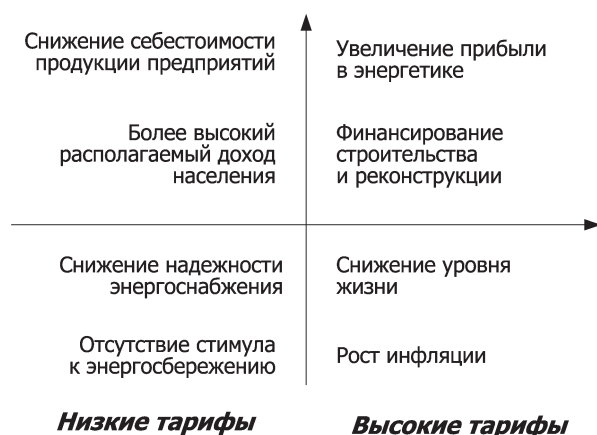 Снижение себестоимости
продукции предприятий
Более высокий
располагаемый доход
населения
Увеличение прибыли
в энергетике
Финансирование
строительства
и реконструкции
Снижение надежности
энергоснабжения
Отсутствие стимула
к энергосбережению
Снижение уровня
жизни
Рост инфляции
Низкие тарифы
Высокие тарифы